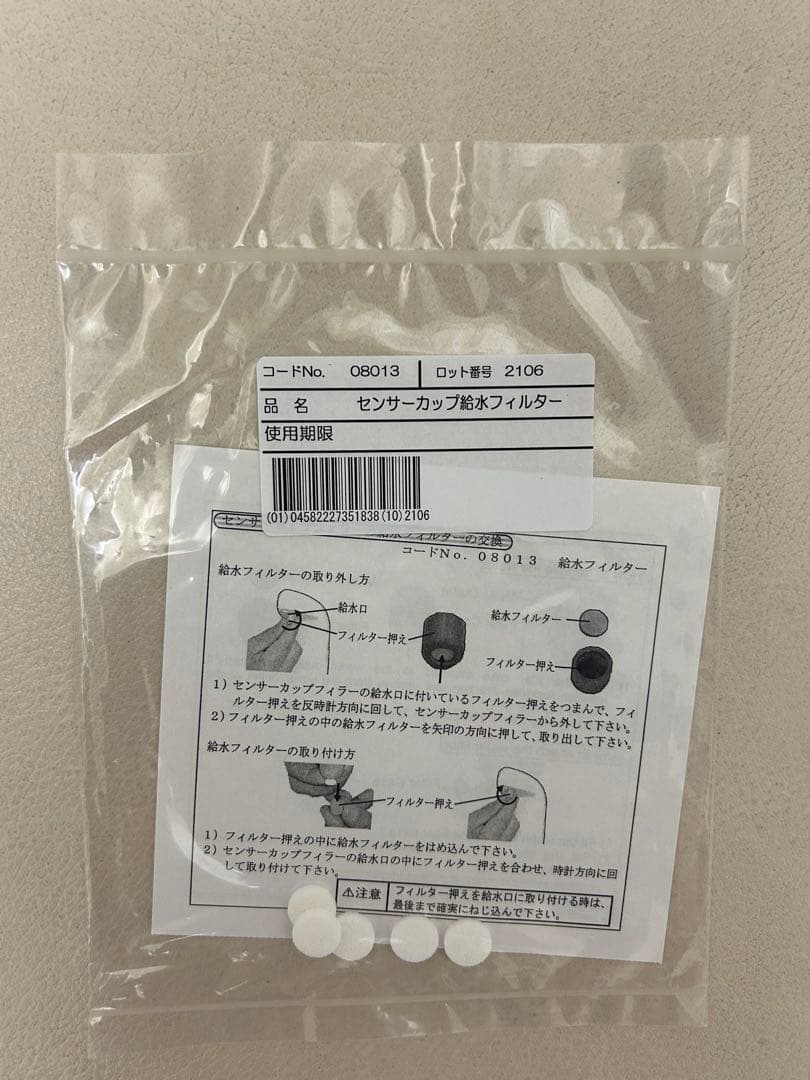 コードNo. 08013 ロット番号 2106
品 名 センサーカップ給水フィルター
使用期限
(01)04582227351838(10)2106
センサ
給水フィルターの交換
コードNo. 08013 給水フィルター
給水フィルターの取り外し方
給水口
フィルター押え
給水フィルター
フィルター押え
1) センサーカップフィラーの給水口に付いているフィルター押えをつまんで、フィ
ルター押えを反時計方向に回して、センサーカップフィラーから外して下さい。
2) フィルター押えの中の給水フィルターを矢印の方向に押して、取り出して下さい。
給水フィルターの取り付け方
フィルター押え
1) フィルター押えの中に給水フィルターをはめ込んで下さい。
2) センサーカップフィラーの給水口の中にフィルター押えを合わせ、時計方向に回
して取り付けて下さい。
⚠注意 フィルター押えを給水口に取り付ける時は、
最後まで確実にねじ込んで下さい。